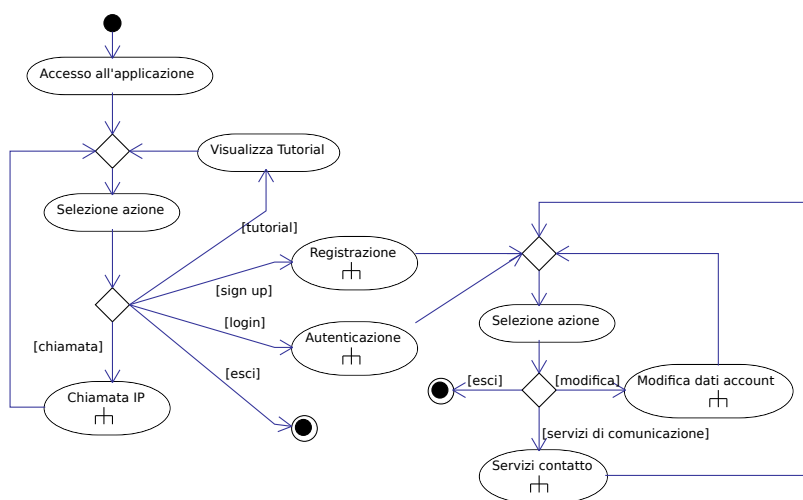 Accesso all'applicazione
Visualizza Tutorial
Selezione azione
[tutorial]
Registrazione
[sign up]
[login]
Selezione azione
Autenticazione
[chiamata]
[esci]
[esci]
[modifica]
Modifica dati account
Chiamata IP
[servizi di comunicazione]
Servizi contatto